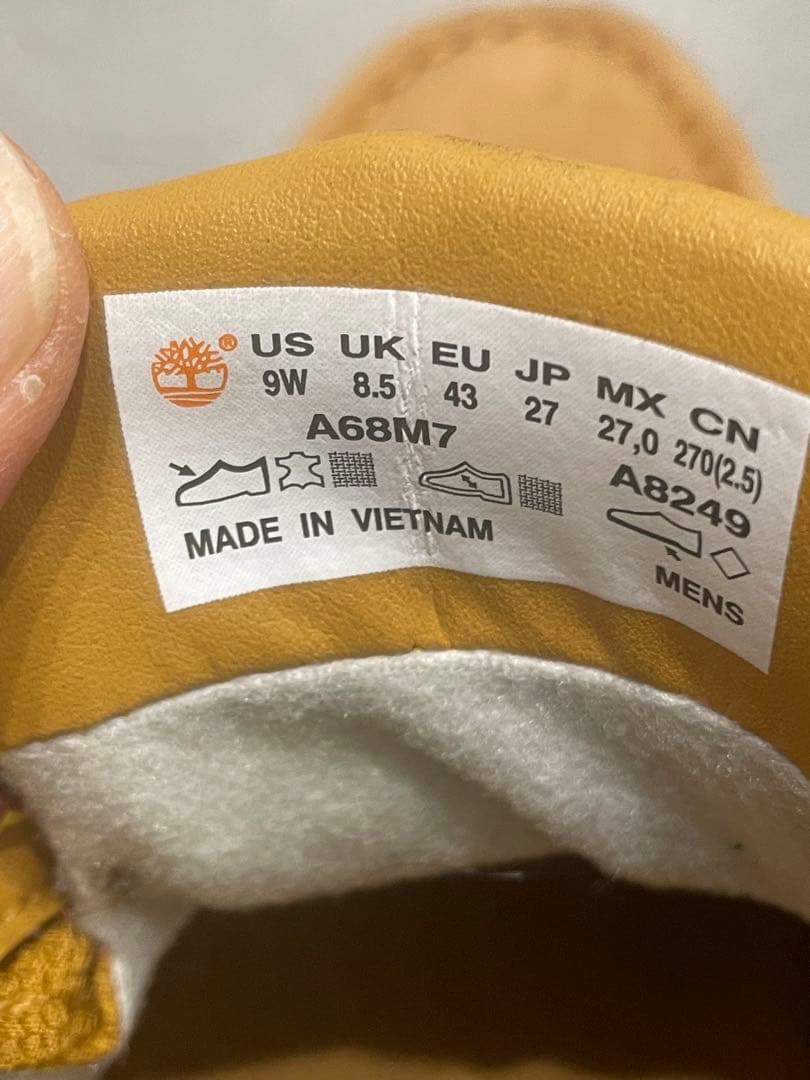 ® US UK EU JP MX CN
9W 8.5 43 27 27,0 270(2.5)
A68M7 A8249
MADE IN VIETNAM MENS